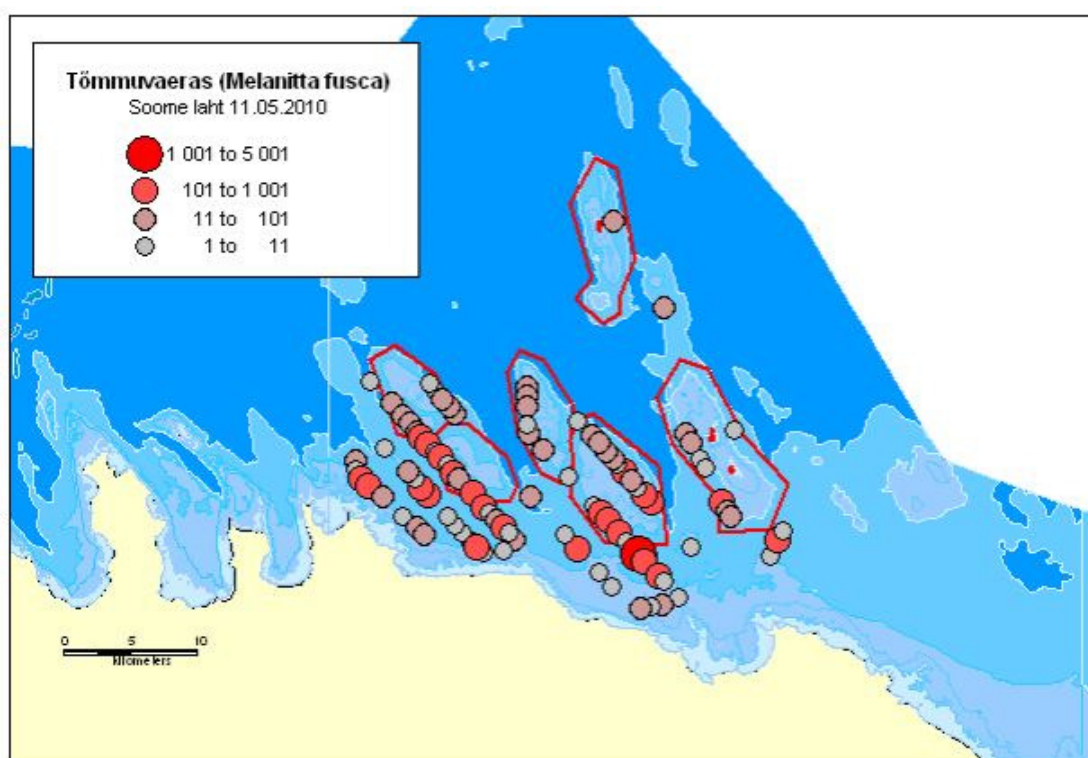 Tõmmuvaeras (Melanitta fusca)
Soome laht 11.05.2010
1 001 to 5 001
101 to 1 001
11 to 101
1 to 11
0 5 10
kilometers